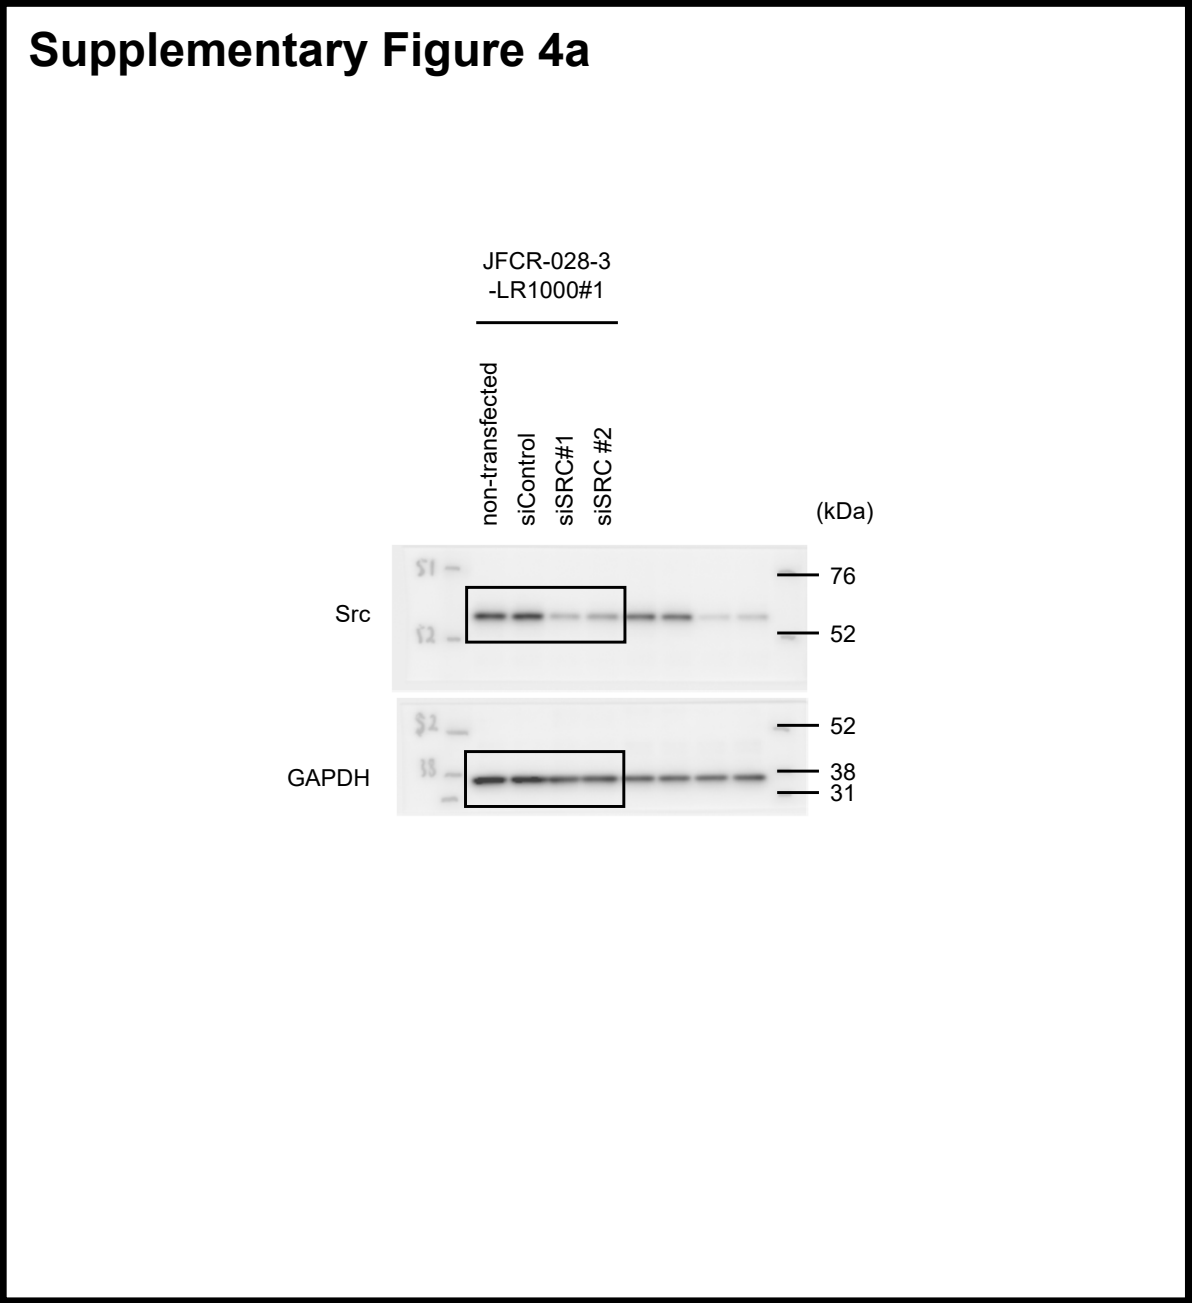 Supplementary Figure 4a
JFCR-028-3
-LR1000#1
non-transfected
siControl
siSRC#1
siSRC #2
(kDa)
Src
76
52
52
GAPDH
52
38
31